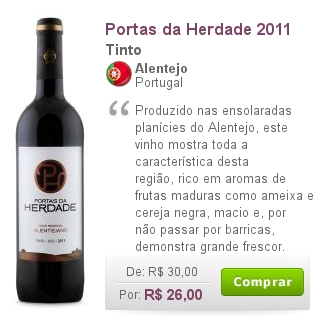 Portas da Herdade 2011
Tinto
Alentejo
Portugal
Produzido nas ensolaradas
planícies do Alentejo, este
vinho mostra toda a
característica desta
região, rico em aromas de
frutas maduras como ameixa e
cereja negra, macio e, por
não passar por barricas,
demonstra grande frescor.
De: R$ 30,00
Por: R$ 26,00
Comprar
PORTAS DA
HERDADE
ALENTEJANO
2011